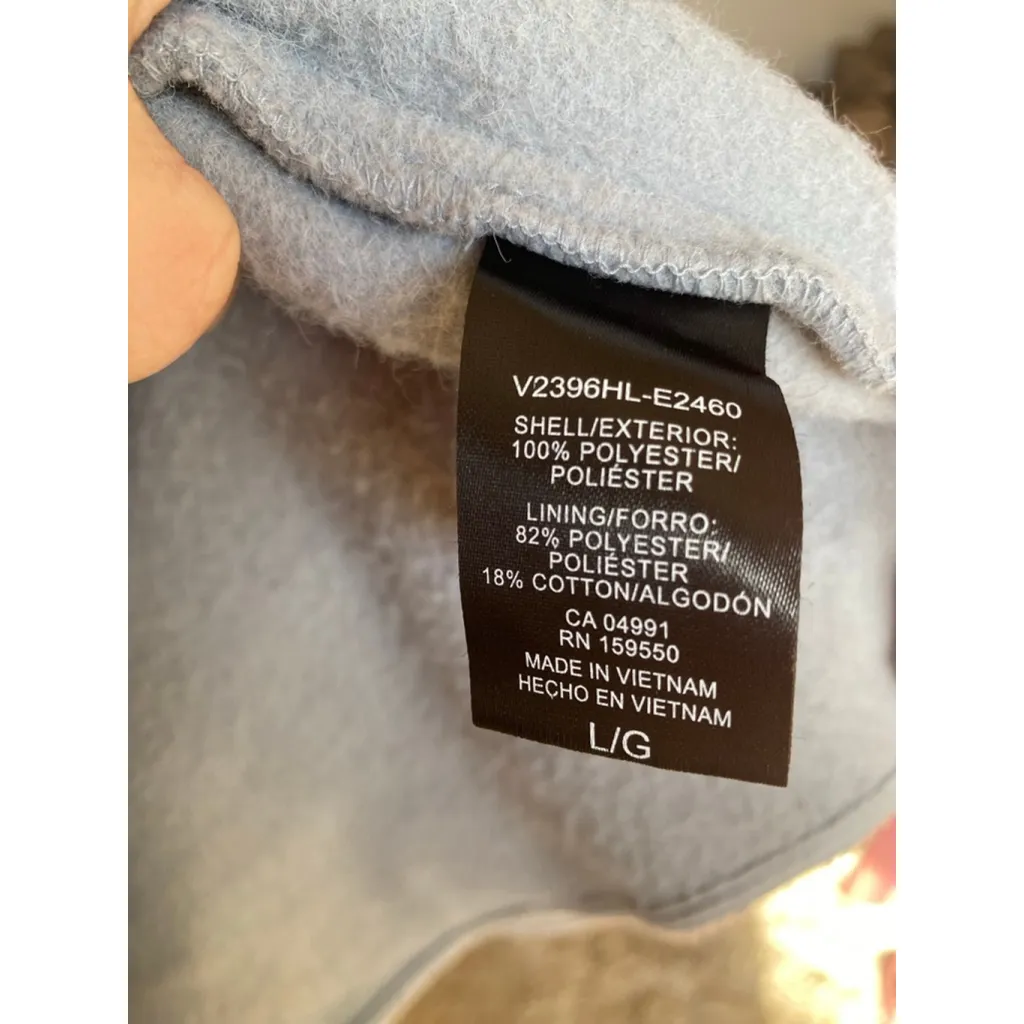 V2396HL-E2460
SHELL/EXTERIOR:
100% POLYESTER/
POLIÉSTER
LINING/FORRO:
82% POLYESTER/
POLIÉSTER
18% COTTON/ALGODÓN
CA 04991
RN 159550
MADE IN VIETNAM
HECHO EN VIETNAM
L/G